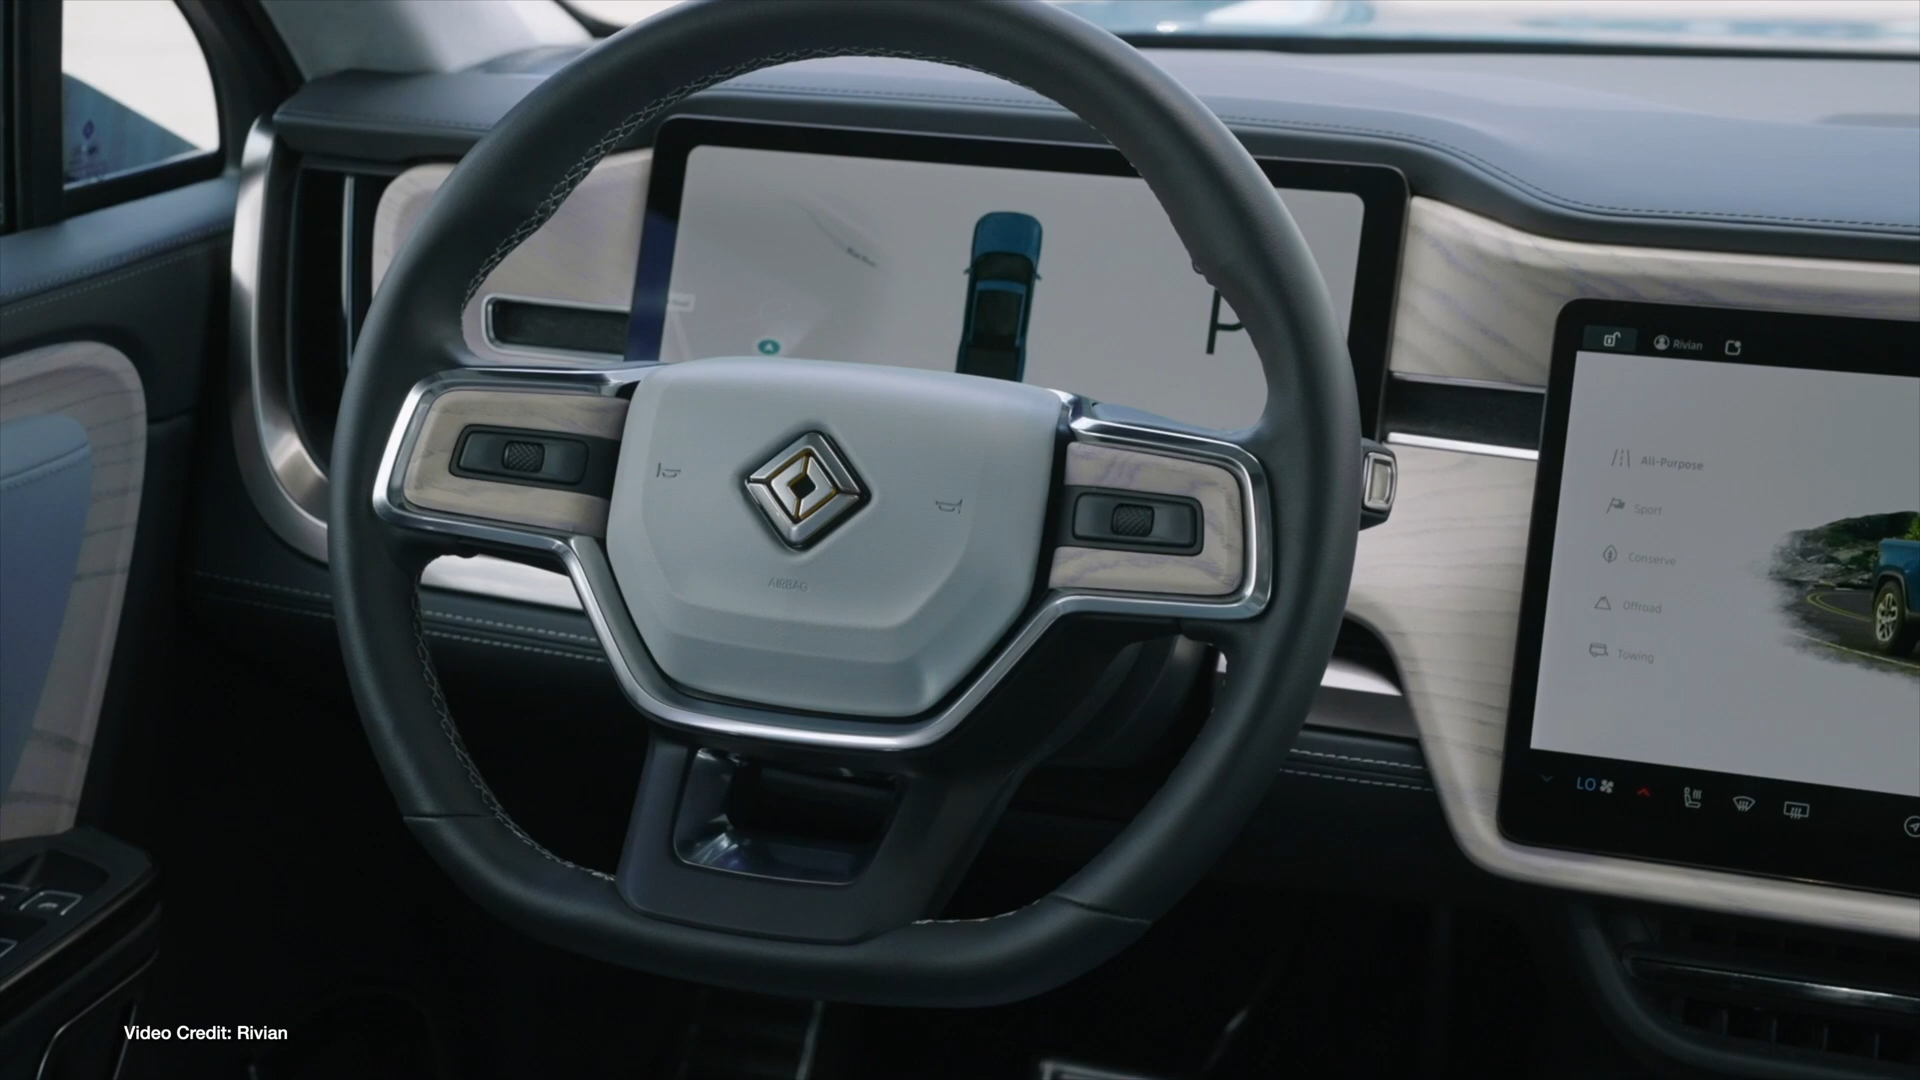 P
Rivian
All-Purpose
Sport
Conserve
Offroad
Towing
AIRBAG
LO
Video Credit: Rivian